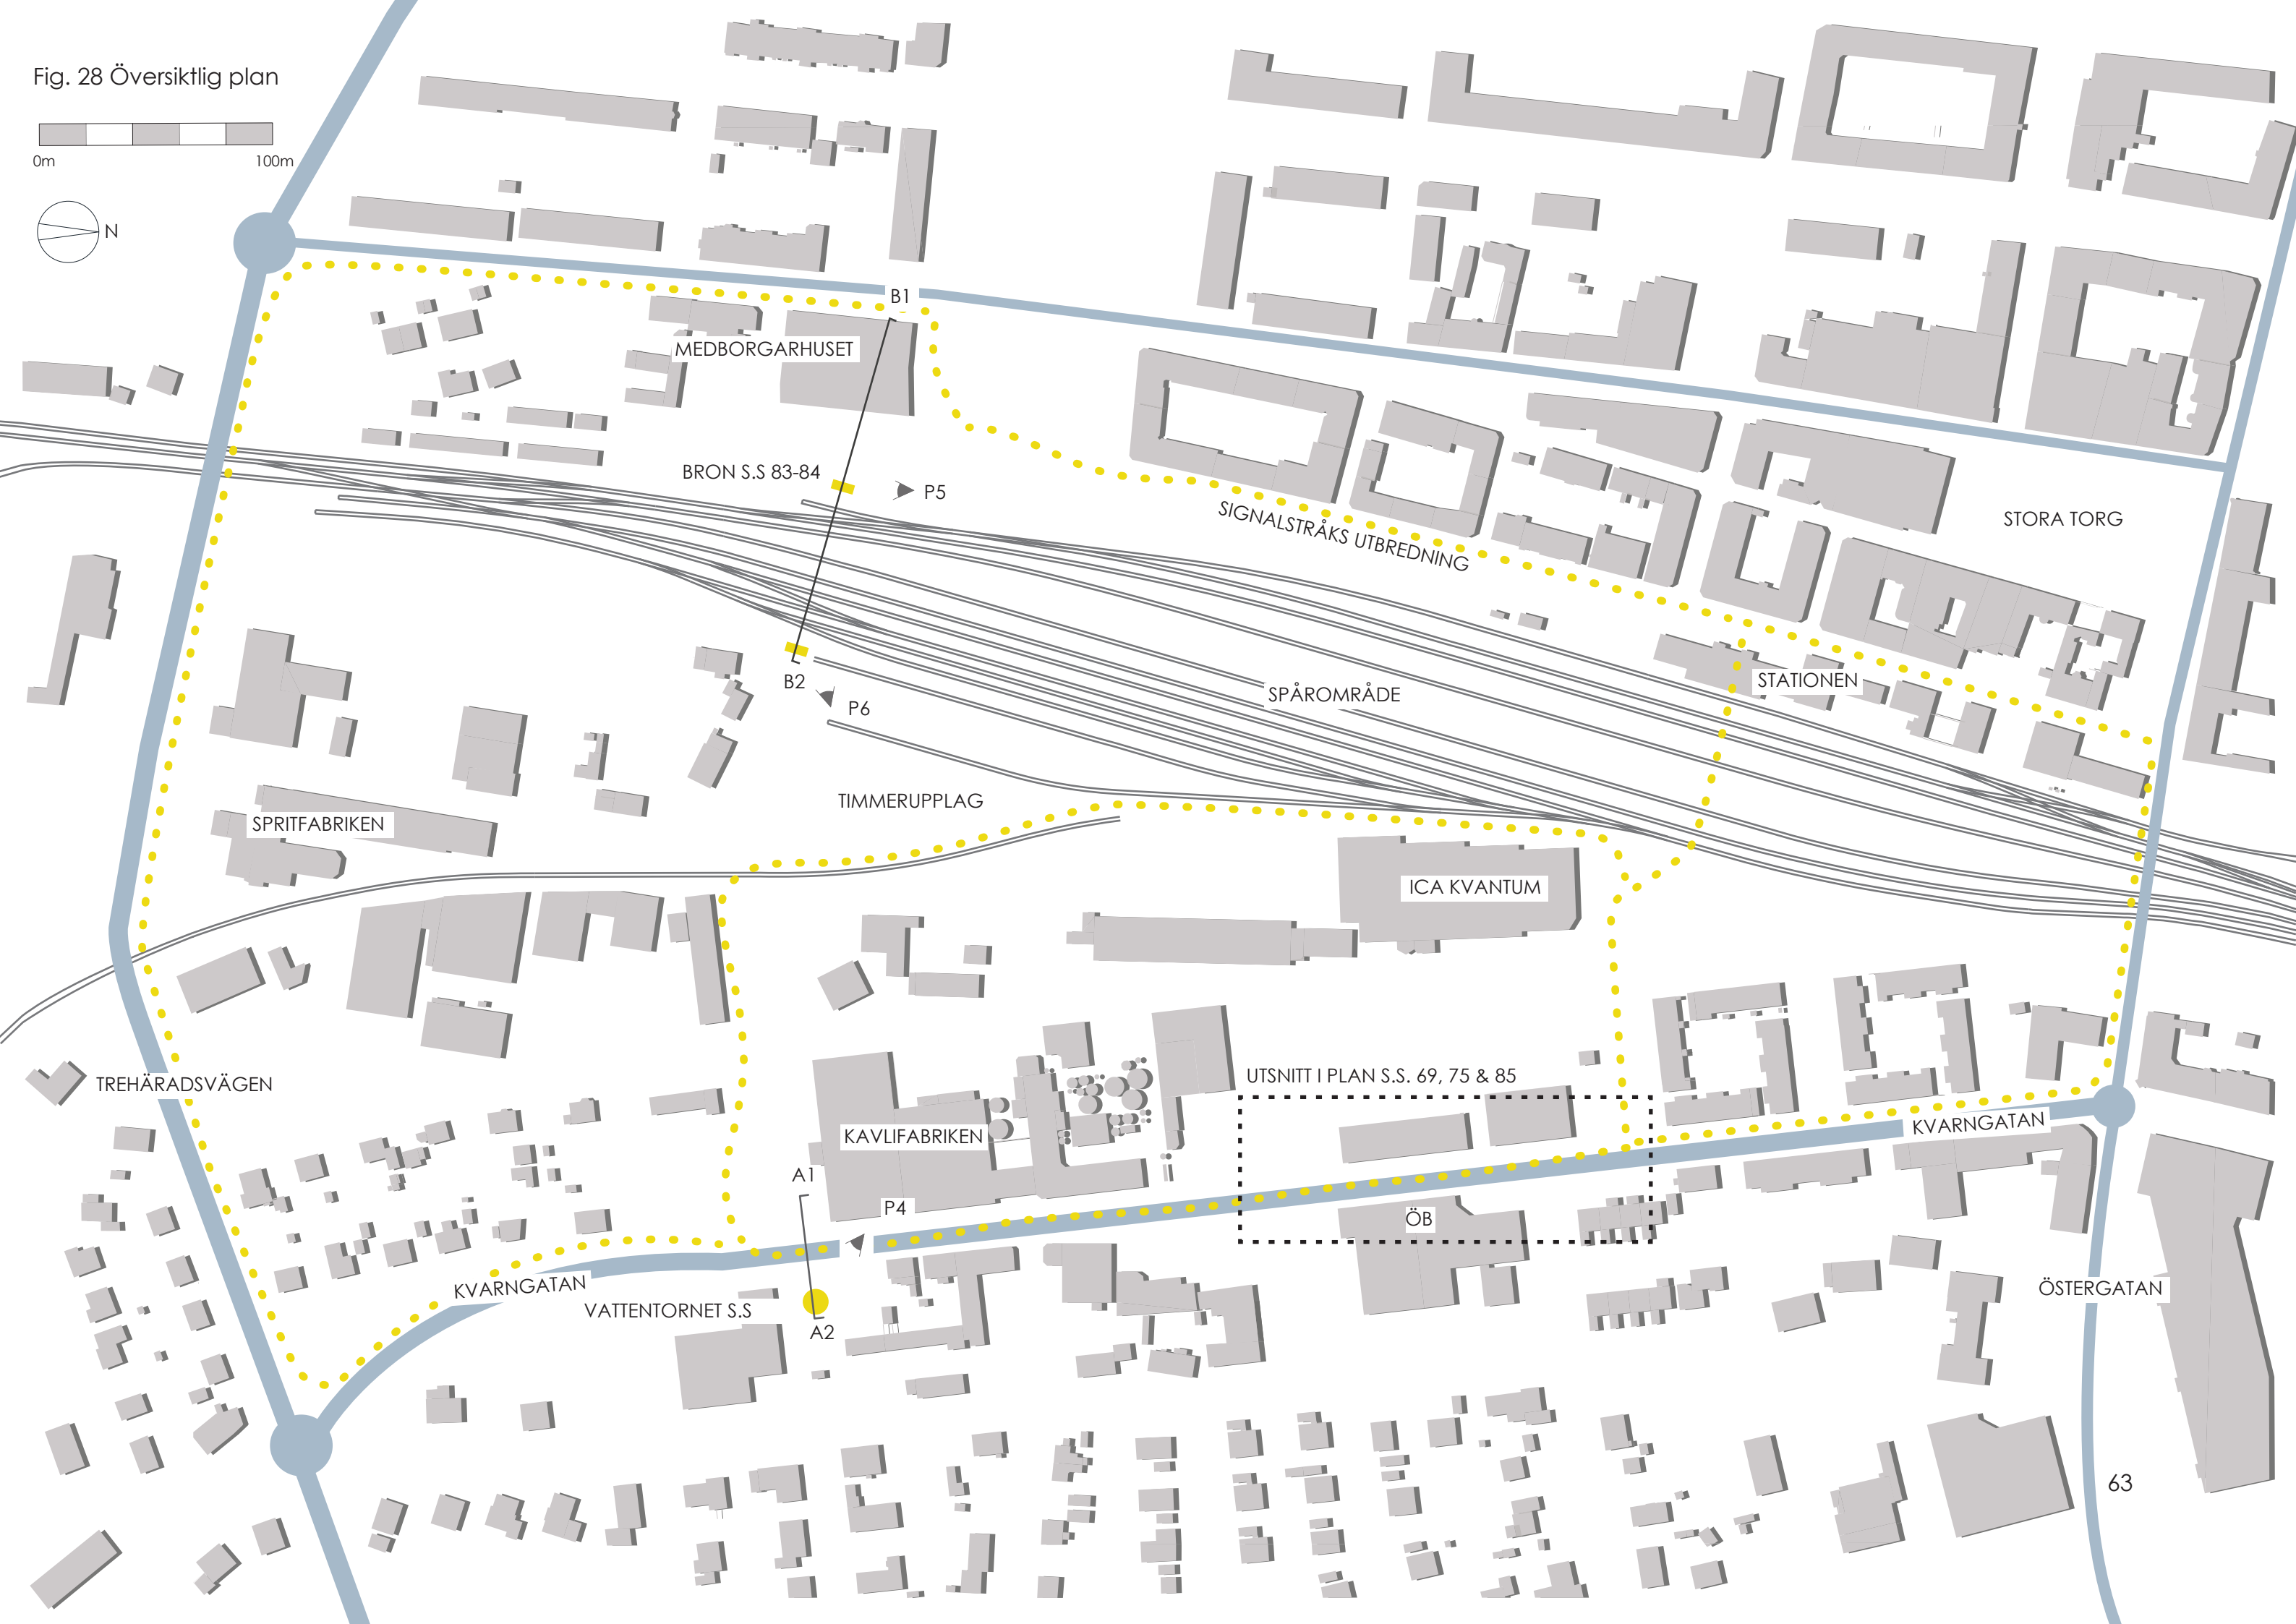 Fig. 28 Översiktlig plan
0m
100m
N
B1
MEDBORGARHUSET
BRON S.S 83-84
P5
SIGNALSTRÅKS UTBREDNING
STORA TORG
B2
P6
SPÅROMRÅDE
STATIONEN
TIMMERUPPLAG
SPRITFABRIKEN
ICA KVANTUM
TREHÄRADSVÄGEN
UTSNITT I PLAN S.S. 69, 75 & 85
KAVLIFABRIKEN
KVARNGATAN
A1
P4
ÖB
KVARNGATAN
VATTENTORNET S.S
A2
ÖSTERGATAN
63